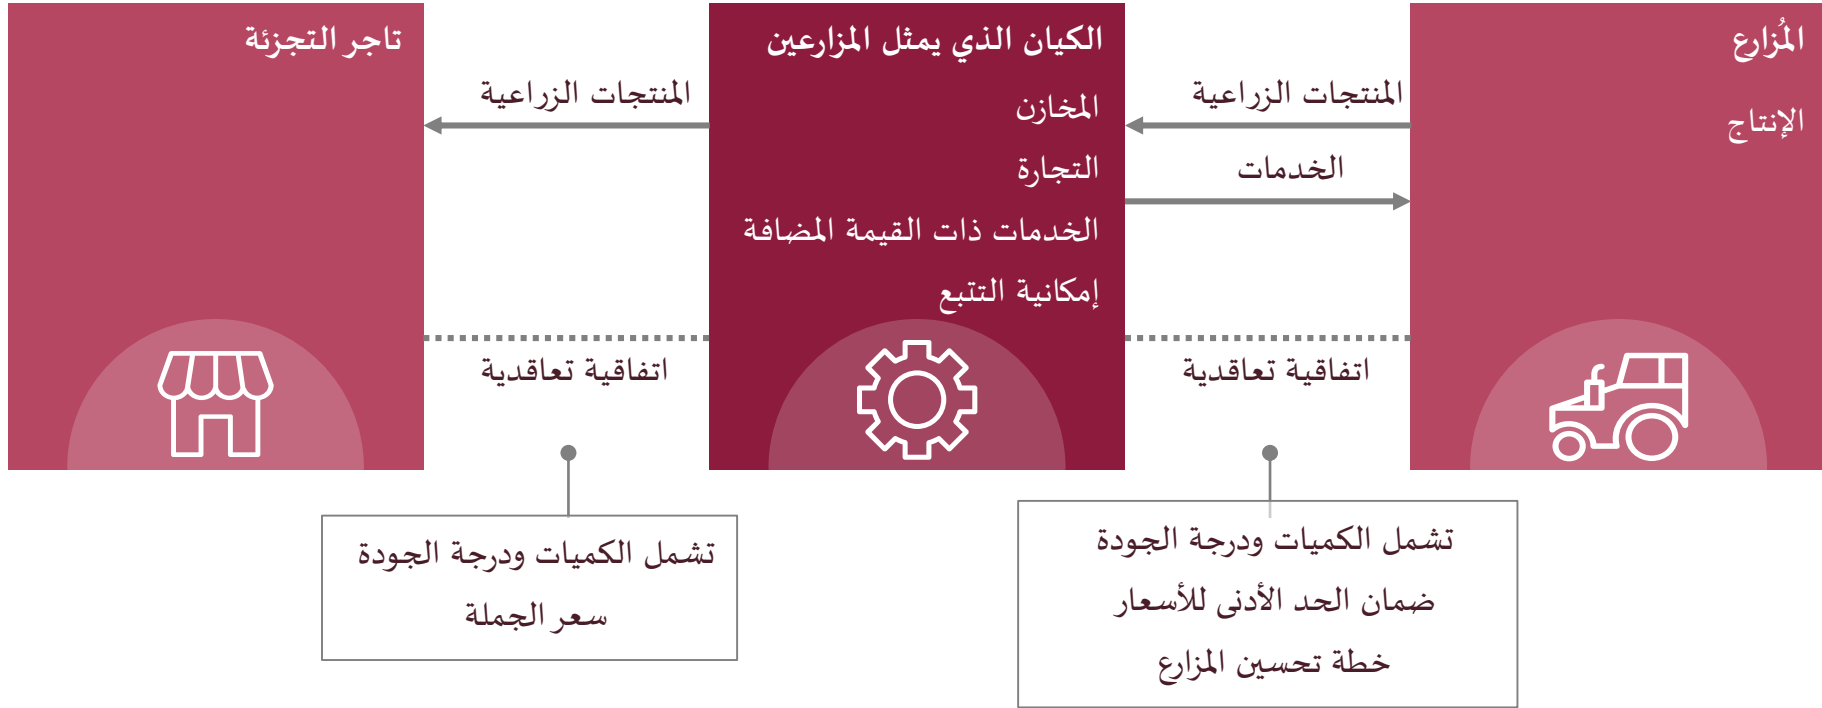 المُزارع
الإنتاج
المنتجات الزراعية
الخدمات
اتفاقية تعاقدية
الكيان الذي يمثل المزارعين
المخازن
التجارة
الخدمات ذات القيمة المضافة
إمكانية التتبع
المنتجات الزراعية
اتفاقية تعاقدية
تاجر التجزئة
تشمل الكميات ودرجة الجودة
ضمان الحد الأدنى للأسعار
خطة تحسين المزارع
تشمل الكميات ودرجة الجودة
سعر الجملة